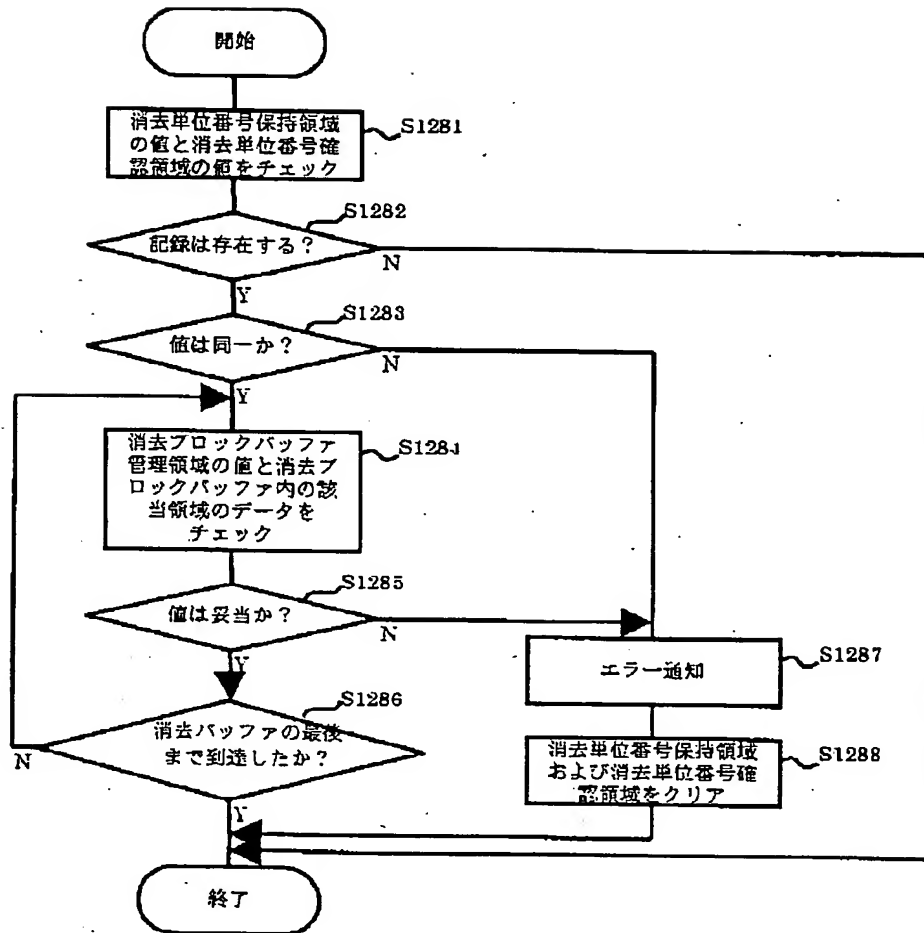 開始
消去単位番号保持領域
の値と消去単位番号確
認領域の値をチェック
S1281
S1282
記録は存在する?
N
Y
S1283
値は同一か?
N
Y
消去ブロックバッファ
管理領域の値と消去ブ
ロックバッファ内の該
当領域のデータを
チェック
S1284
S1285
値は妥当か?
N
Y
エラー通知
S1287
S1286
消去バッファの最後
まで到達したか?
N
Y
消去単位番号保持領域
および消去単位番号確
認領域をクリア
S1288
終了